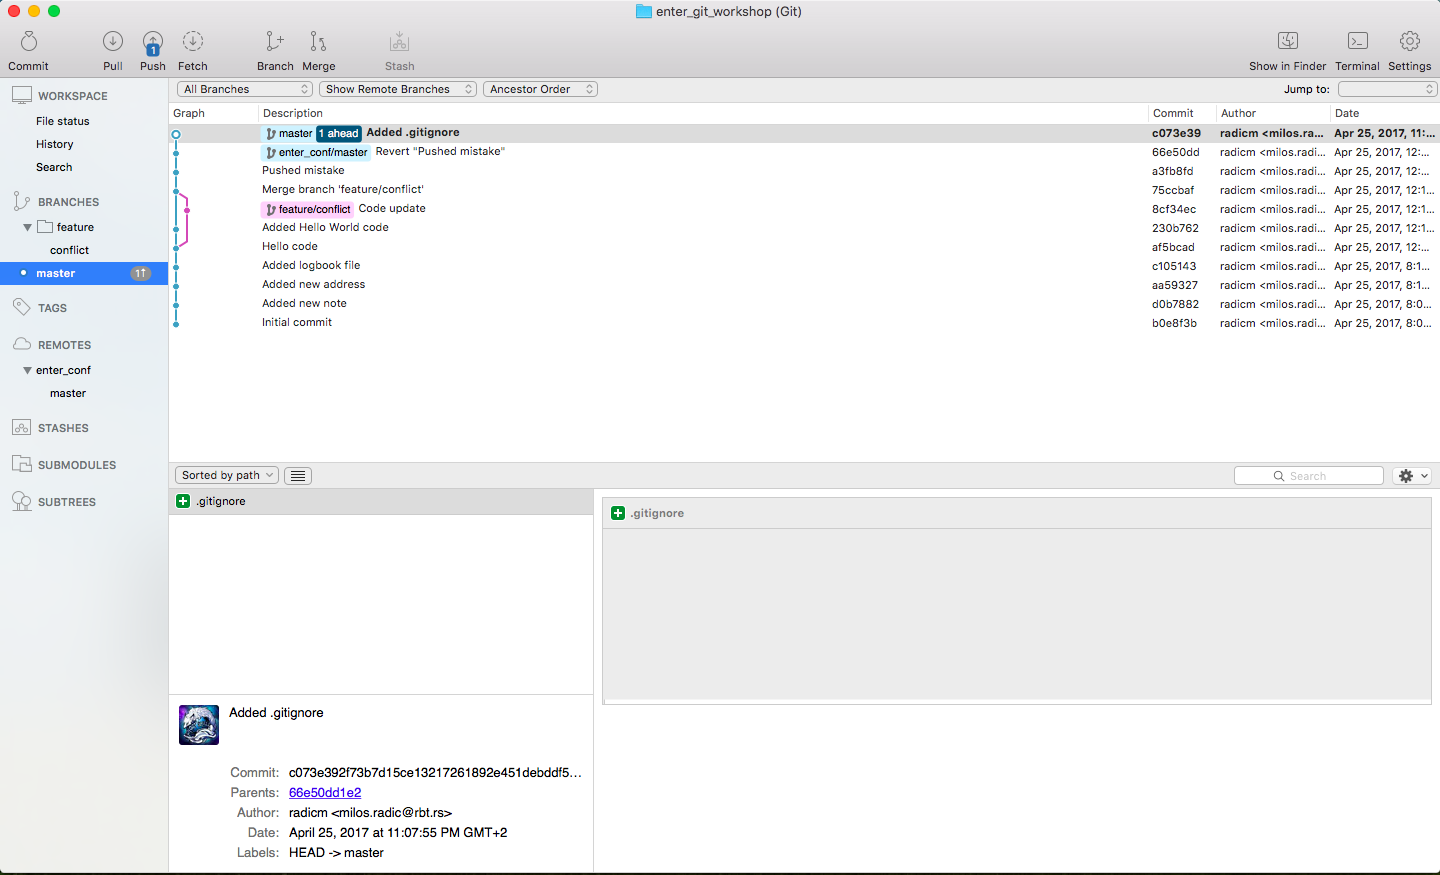 enter_git_workshop (Git)
Commit Pull Push 1 Fetch Branch Merge Stash Show in Finder Terminal Settings
WORKSPACE
File status
History
Search
BRANCHES
feature
conflict
master 1↑
TAGS
REMOTES
enter_conf
master
STASHES
SUBMODULES
SUBTREES
All Branches Show Remote Branches Ancestor Order Jump to:
Graph Description Commit Author Date
master 1 ahead Added .gitignore c073e39 radicm <milos.ra... Apr 25, 2017, 11:...
enter_conf/master Revert "Pushed mistake" 66e50dd radicm <milos.radi... Apr 25, 2017, 12:...
Pushed mistake a3fb8fd radicm <milos.radi... Apr 25, 2017, 12:...
Merge branch 'feature/conflict' 75ccbaf radicm <milos.radi... Apr 25, 2017, 12:1...
feature/conflict Code update 8cf34ec radicm <milos.radi... Apr 25, 2017, 12:1...
Added Hello World code 230b762 radicm <milos.radi... Apr 25, 2017, 12:1...
Hello code af5bcad radicm <milos.radi... Apr 25, 2017, 12:...
Added logbook file c105143 radicm <milos.radi... Apr 25, 2017, 8:1...
Added new address aa59327 radicm <milos.radi... Apr 25, 2017, 8:1...
Added new note d0b7882 radicm <milos.radi... Apr 25, 2017, 8:0...
Initial commit b0e8f3b radicm <milos.radi... Apr 25, 2017, 8:0...
Sorted by path Search
.gitignore
.gitignore
Added .gitignore
Commit: c073e392f73b7d15ce13217261892e451debddf5...
Parents: 66e50dd1e2
Author: radicm <milos.radic@rbt.rs>
Date: April 25, 2017 at 11:07:55 PM GMT+2
Labels: HEAD -> master